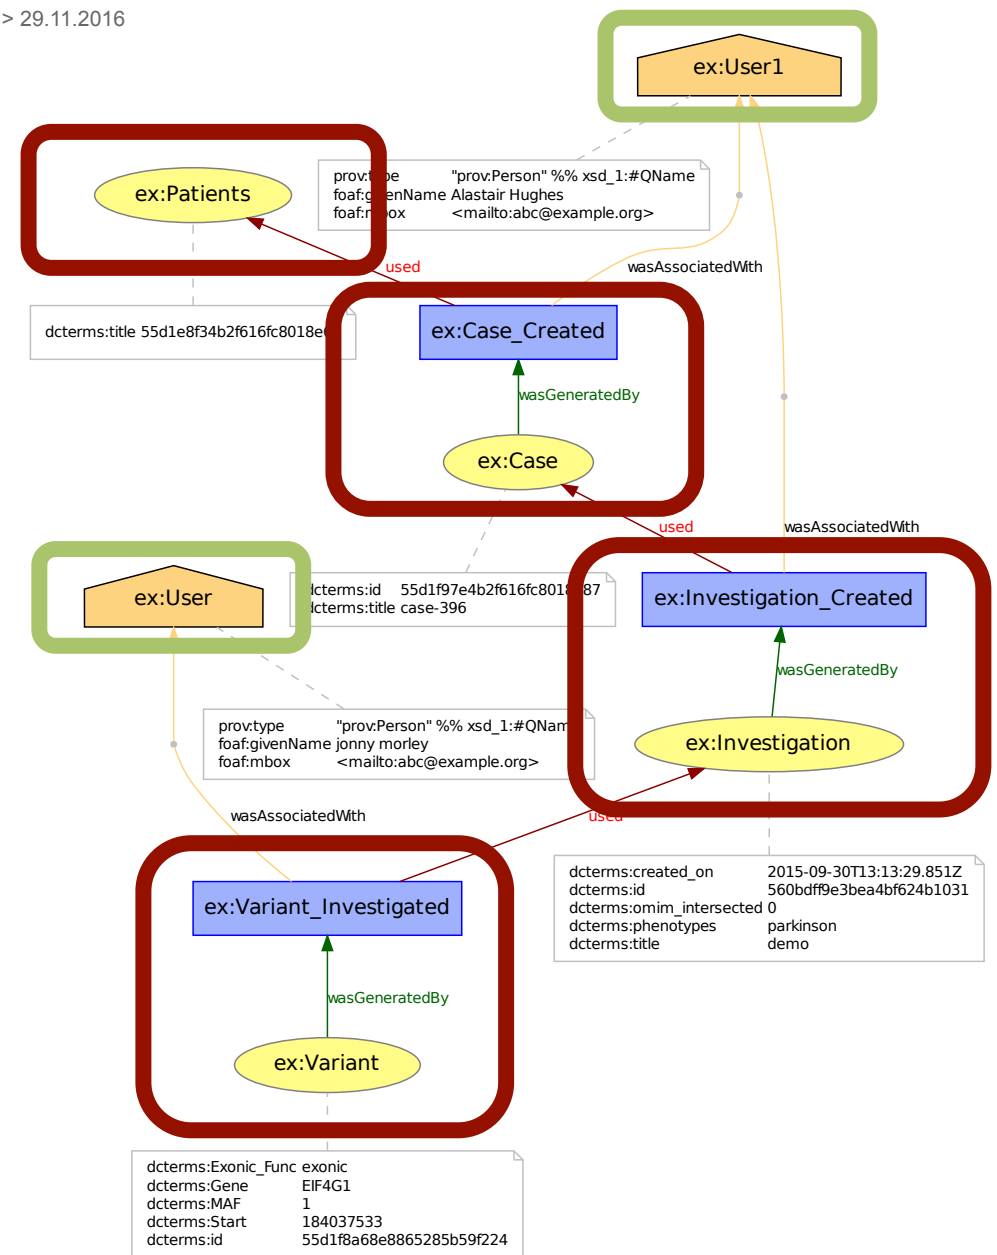 > 29.11.2016
ex:User1
ex:Patients
prov:type "prov:Person" %% xsd_1:#QName
foaf:givenName Alastair Hughes
foaf:mbox <mailto:abc@example.org>
used
wasAssociatedWith
dcterms:title 55d1e8f34b2f616fc8018e
ex:Case_Created
wasGeneratedBy
ex:Case
used
wasAssociatedWith
ex:User
dcterms:id
dcterms:title case-396
ex:Investigation_Created
wasGeneratedBy
prov:type "prov:Person" %% xsd_1:#QName
foaf:givenName jonny morley
foaf:mbox <mailto:abc@example.org>
ex:Investigation
wasAssociatedWith
used
dcterms:created_on 2015-09-30T13:13:29.851Z
dcterms:id 560bdff9e3bea4bf624b1031
dcterms:omim_intersected 0
dcterms:phenotypes parkinson
dcterms:title demo
ex:Variant_Investigated
wasGeneratedBy
ex:Variant
dcterms:Exonic_Func exonic
dcterms:Gene EIF4G1
dcterms:MAF 1
dcterms:Start 184037533
dcterms:id 55d1f8a68e8865285b59f224